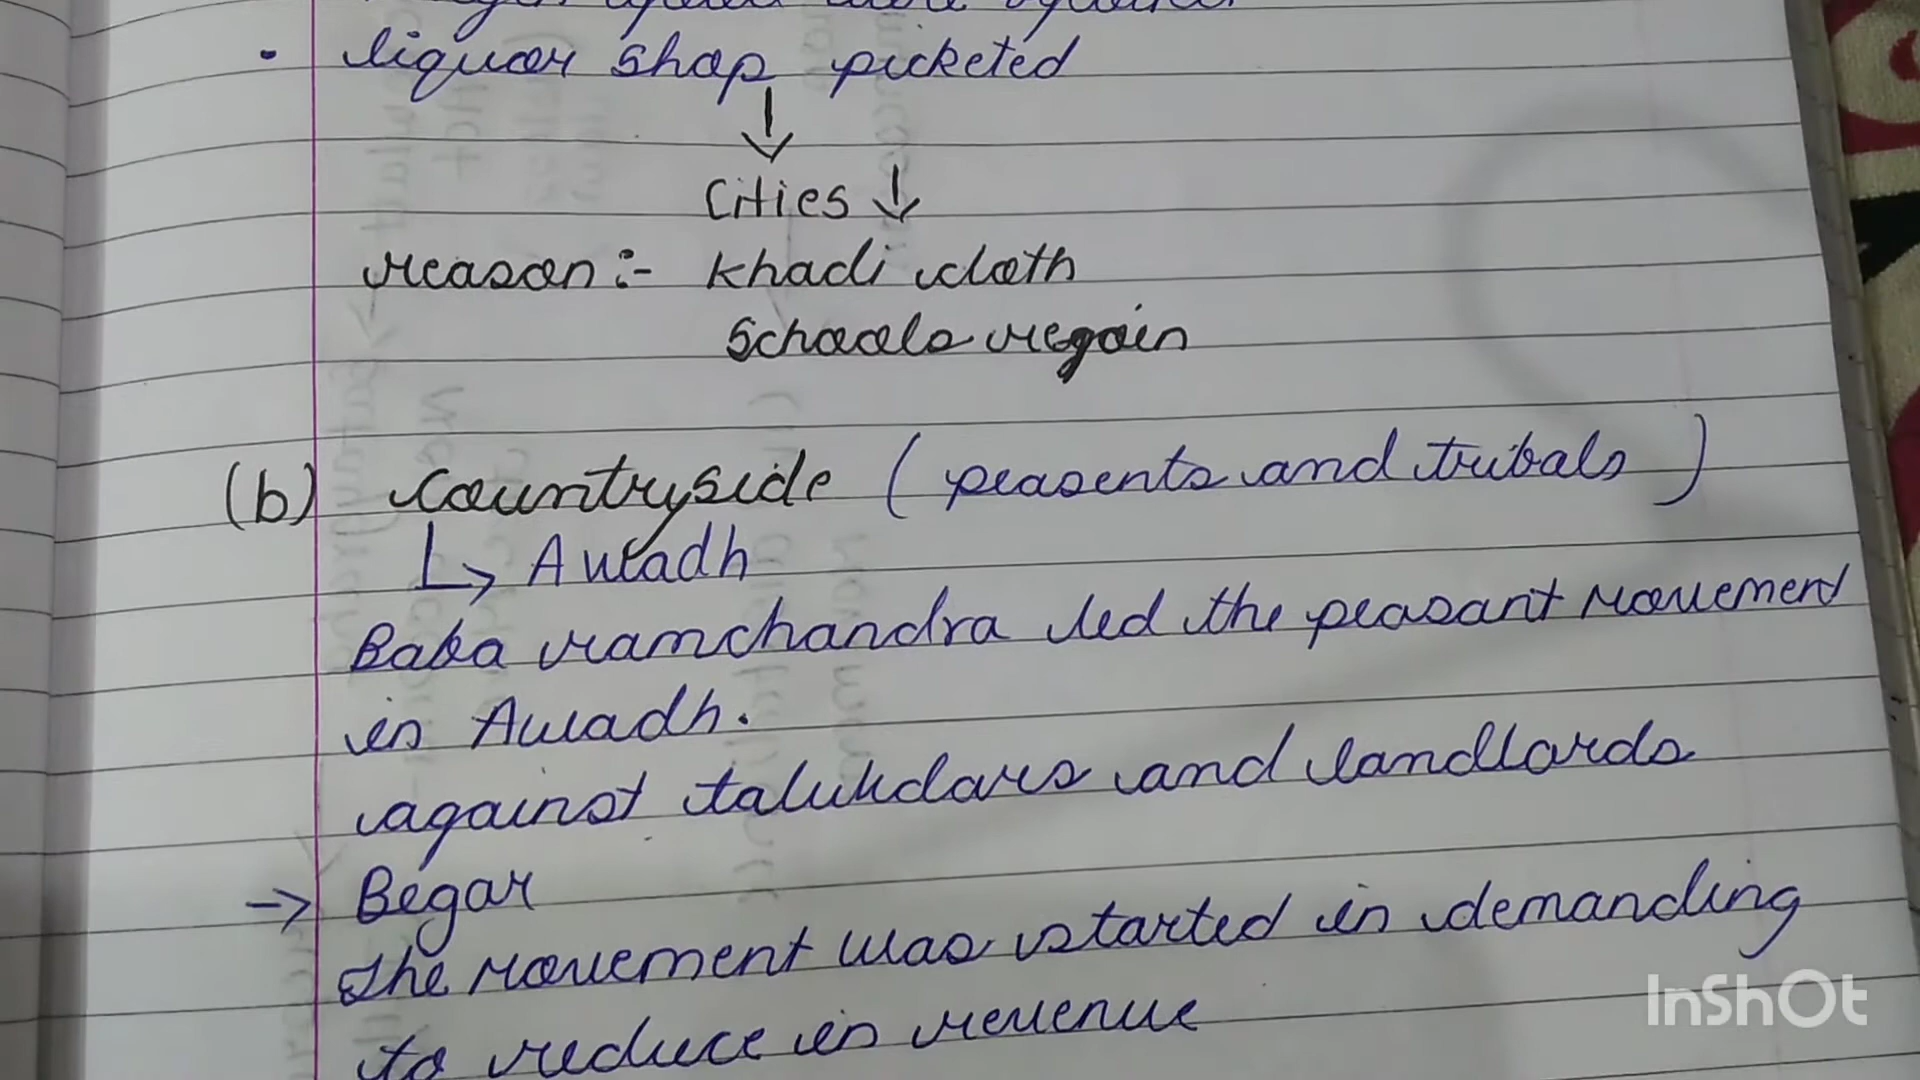 • liquor shop picketed
↓
Cities ↓
reason :- Khadi cloth
Schools regain
(b) Countryside ( peasents and tribals )
↳ Awadh
Baba ramchandra led the peasant movement
in Awadh.
against talukdars and landlords
→ Begar
The movement was started in demanding
to reduce in revenue
InShOt